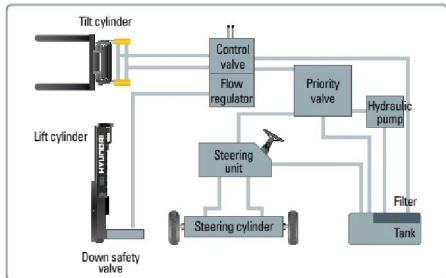 Tilt cylinder
Control
valve
Flow
regulator
Priority
valve
Hydraulic
pump
Lift cylinder
HYUNDAI
Steering
unit
Filter
Steering cylinder
Tank
Down safety
valve